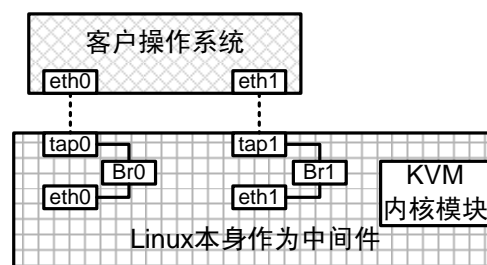 客户操作系统
eth0
eth1
tap0
tap1
Br0
Br1
KVM
eth0
eth1
内核模块
Linux本身作为中间件